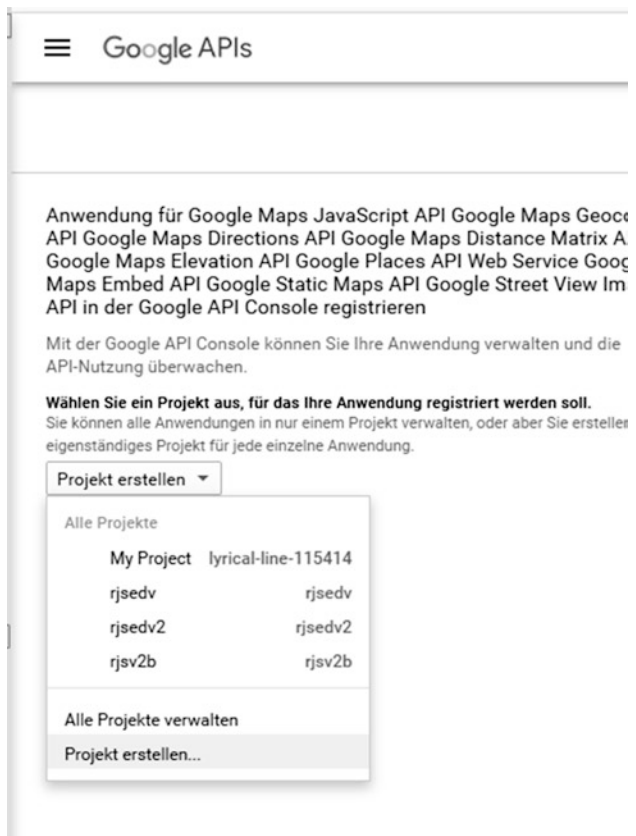 Google APIs
Anwendung für Google Maps JavaScript API Google Maps
API Google Maps Directions API Google Maps Distance Matrix
Google Maps Elevation API Google Places API Web Service
Maps Embed API Google Static Maps API Google Street View
API in der Google API Console registrieren
Mit der Google API Console können Sie Ihre Anwendung verwalten und die
API-Nutzung überwachen.
Wählen Sie ein Projekt aus, für das Ihre Anwendung registriert werden soll.
Sie können alle Anwendungen in nur einem Projekt verwalten, oder aber Sie erstellen
eigenständiges Projekt für jede einzelne Anwendung.
Projekt erstellen
Alle Projekte
My Project lyrical-line-115414
rjsedv rjsedv
rjsedv2 rjsedv2
rjsv2b rjsv2b
Alle Projekte verwalten
Projekt erstellen...